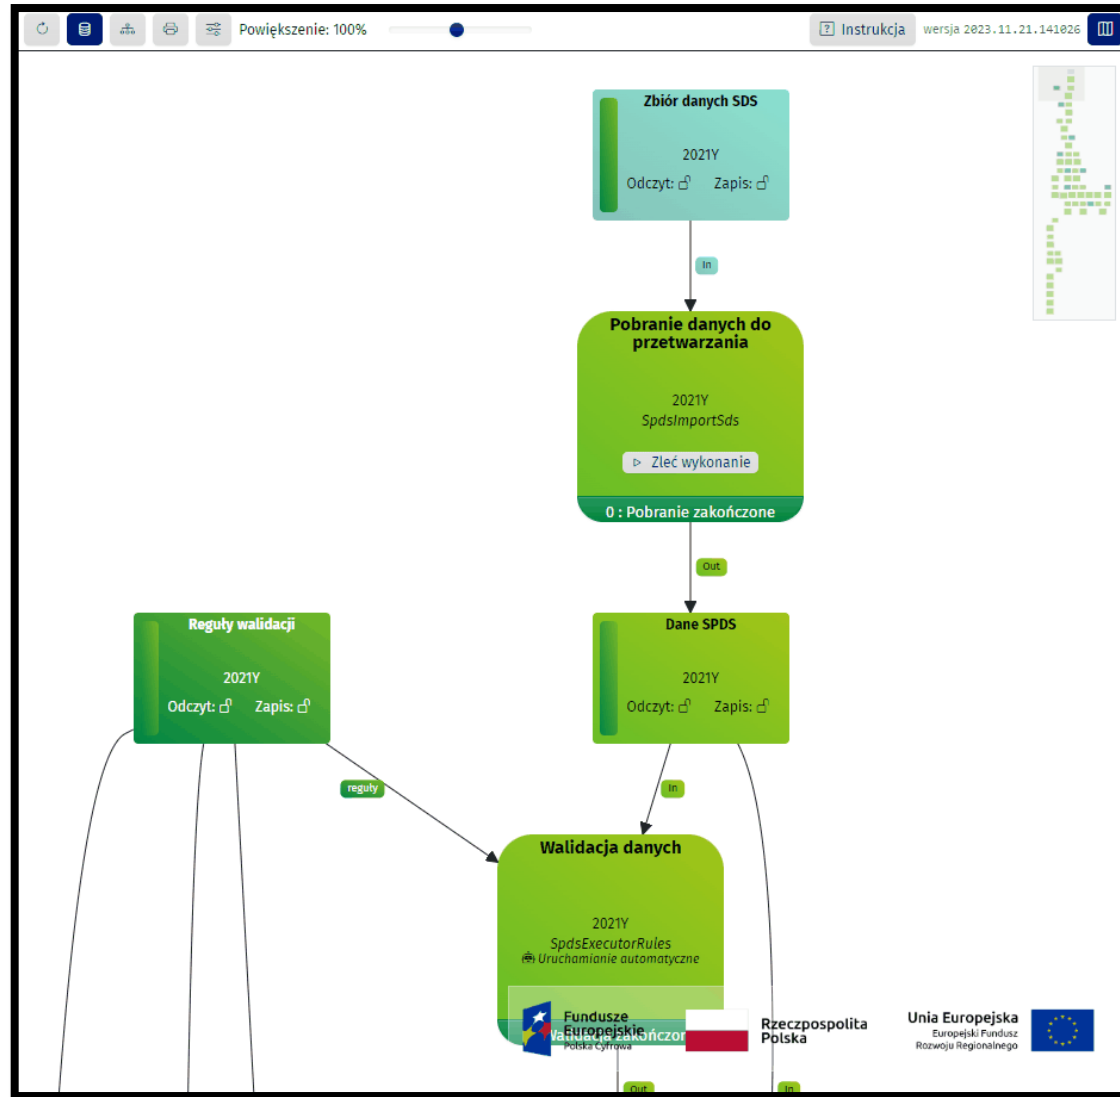 Powiększenie: 100%
Instrukcja
wersja 2023.11.21.141026
Zbiór danych SDS
2021Y
Odczyt: Zapis:
In
Pobranie danych do
przetwarzania
2021Y
SpdsImportSds
Zleć wykonanie
0 : Pobranie zakończone
Out
Reguły walidacji
2021Y
Odczyt: Zapis:
Dane SPDS
2021Y
Odczyt: Zapis:
reguły
In
Walidacja danych
2021Y
SpdsExecutorRules
Uruchamianie automatyczne
Walidacja zakończon
Fundusze
Europejskie
Polska Cyfrowa
Rzeczpospolita
Polska
Unia Europejska
Europejski Fundusz
Rozwoju Regionalnego
Out
In